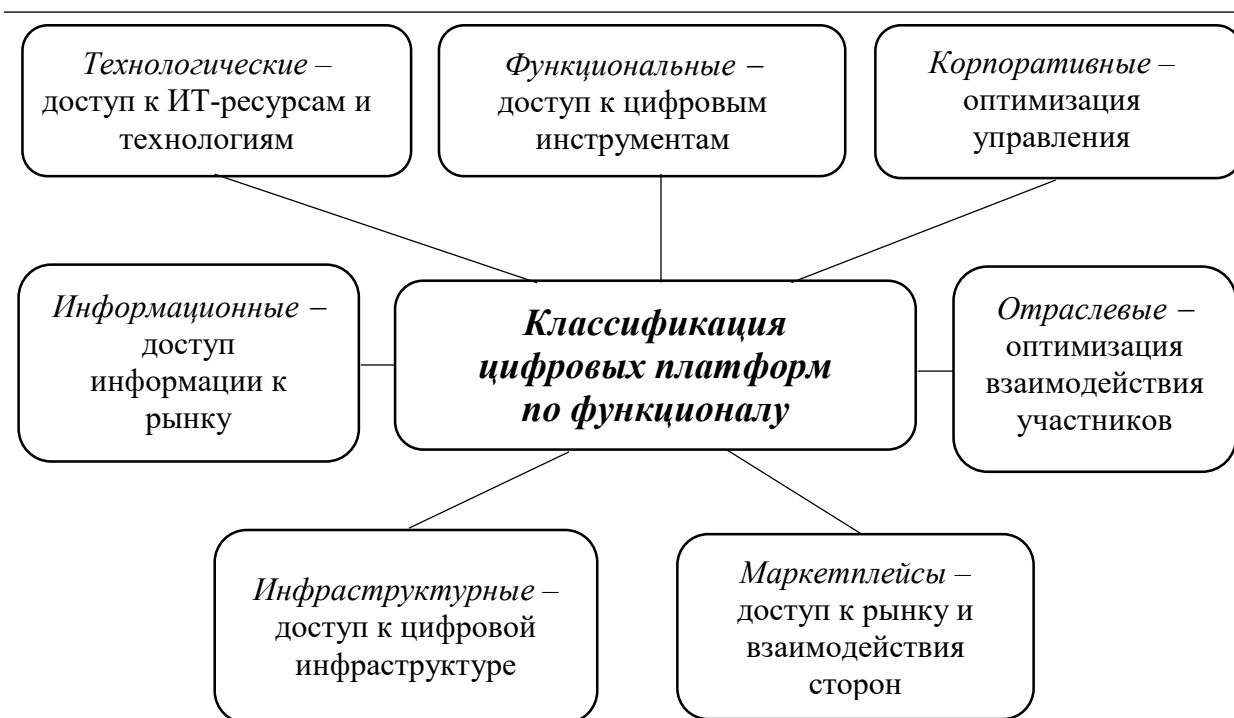 Технологические –
доступ к ИТ-ресурсам и
технологиям
Функциональные –
доступ к цифровым
инструментам
Корпоративные –
оптимизация
управления
Информационные –
доступ
информации к
рынку
Классификация
цифровых платформ
по функционалу
Отраслевые –
оптимизация
взаимодействия
участников
Инфраструктурные –
доступ к цифровой
инфраструктуре
Маркетплейсы –
доступ к рынку и
взаимодействия
сторон